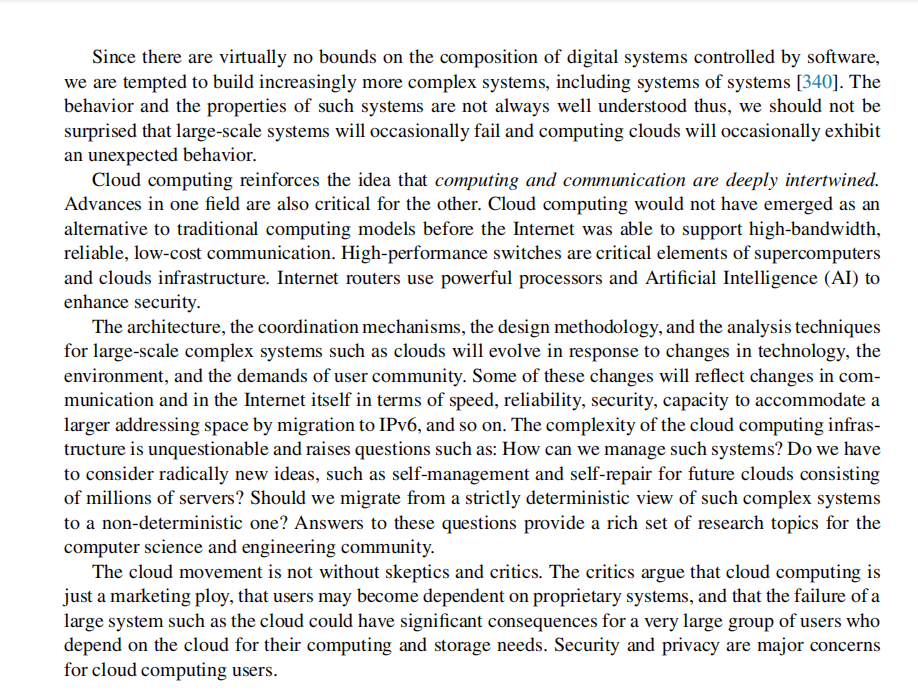 Since there are virtually no bounds on the composition of digital systems controlled by software,
we are tempted to build increasingly more complex systems, including systems of systems [340]. The
behavior and the properties of such systems are not always well understood thus, we should not be
surprised that large-scale systems will occasionally fail and computing clouds will occasionally exhibit
an unexpected behavior.
Cloud computing reinforces the idea that computing and communication are deeply intertwined.
Advances in one field are also critical for the other. Cloud computing would not have emerged as an
alternative to traditional computing models before the Internet was able to support high-bandwidth,
reliable, low-cost communication. High-performance switches are critical elements of supercomputers
and clouds infrastructure. Internet routers use powerful processors and Artificial Intelligence (AI) to
enhance security.
The architecture, the coordination mechanisms, the design methodology, and the analysis techniques
for large-scale complex systems such as clouds will evolve in response to changes in technology, the
environment, and the demands of user community. Some of these changes will reflect changes in com-
munication and in the Internet itself in terms of speed, reliability, security, capacity to accommodate a
larger addressing space by migration to IPv6, and so on. The complexity of the cloud computing infras-
tructure is unquestionable and raises questions such as: How can we manage such systems? Do we have
to consider radically new ideas, such as self-management and self-repair for future clouds consisting
of millions of servers? Should we migrate from a strictly deterministic view of such complex systems
to a non-deterministic one? Answers to these questions provide a rich set of research topics for the
computer science and engineering community.
The cloud movement is not without skeptics and critics. The critics argue that cloud computing is
just a marketing ploy, that users may become dependent on proprietary systems, and that the failure of a
large system such as the cloud could have significant consequences for a very large group of users who
depend on the cloud for their computing and storage needs. Security and privacy are major concerns
for cloud computing users.